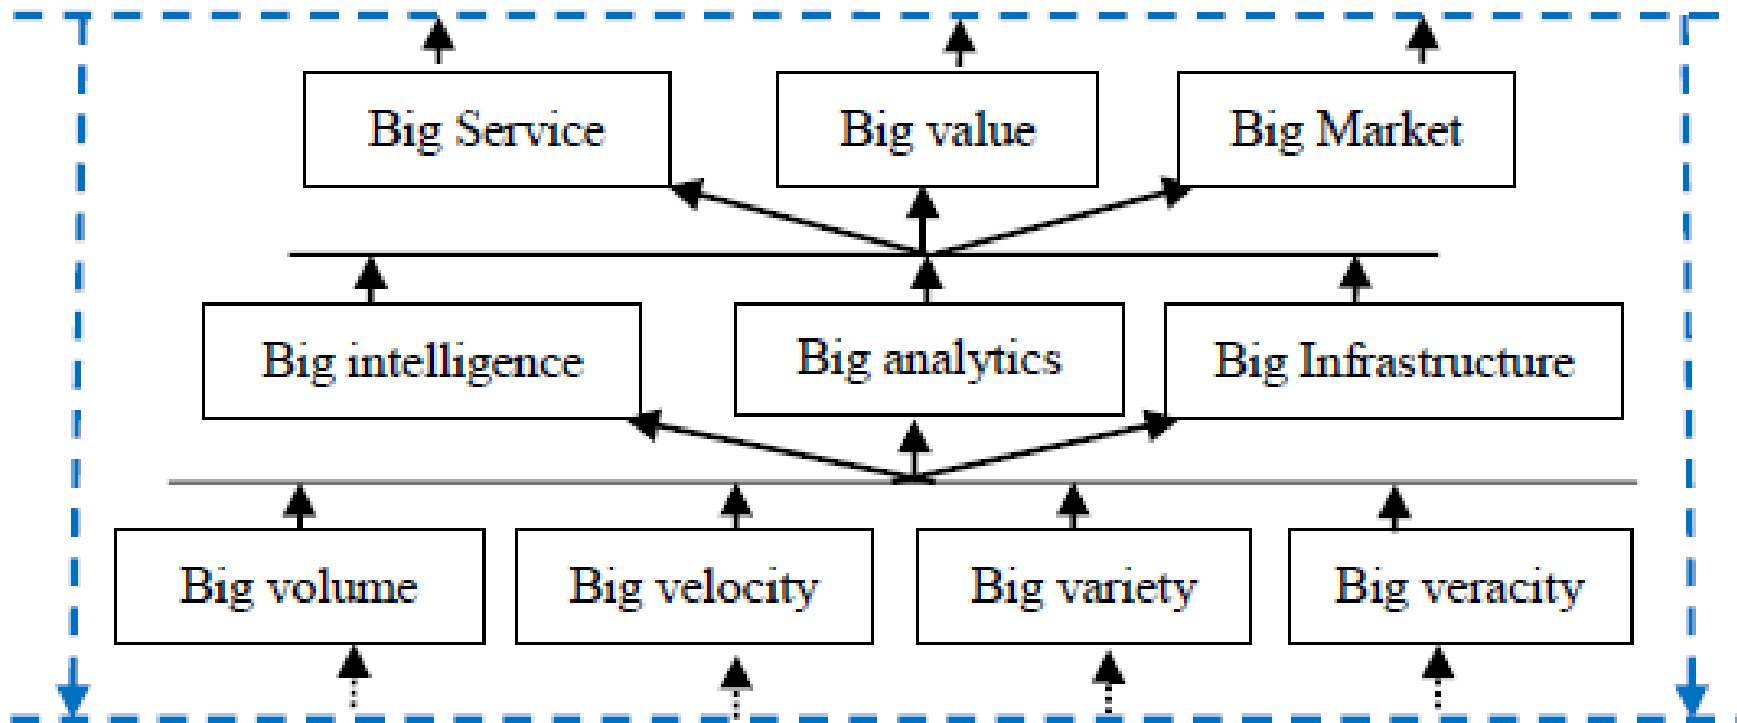 Big Service
Big value
Big Market
Big intelligence
Big analytics
Big Infrastructure
Big volume
Big velocity
Big variety
Big veracity